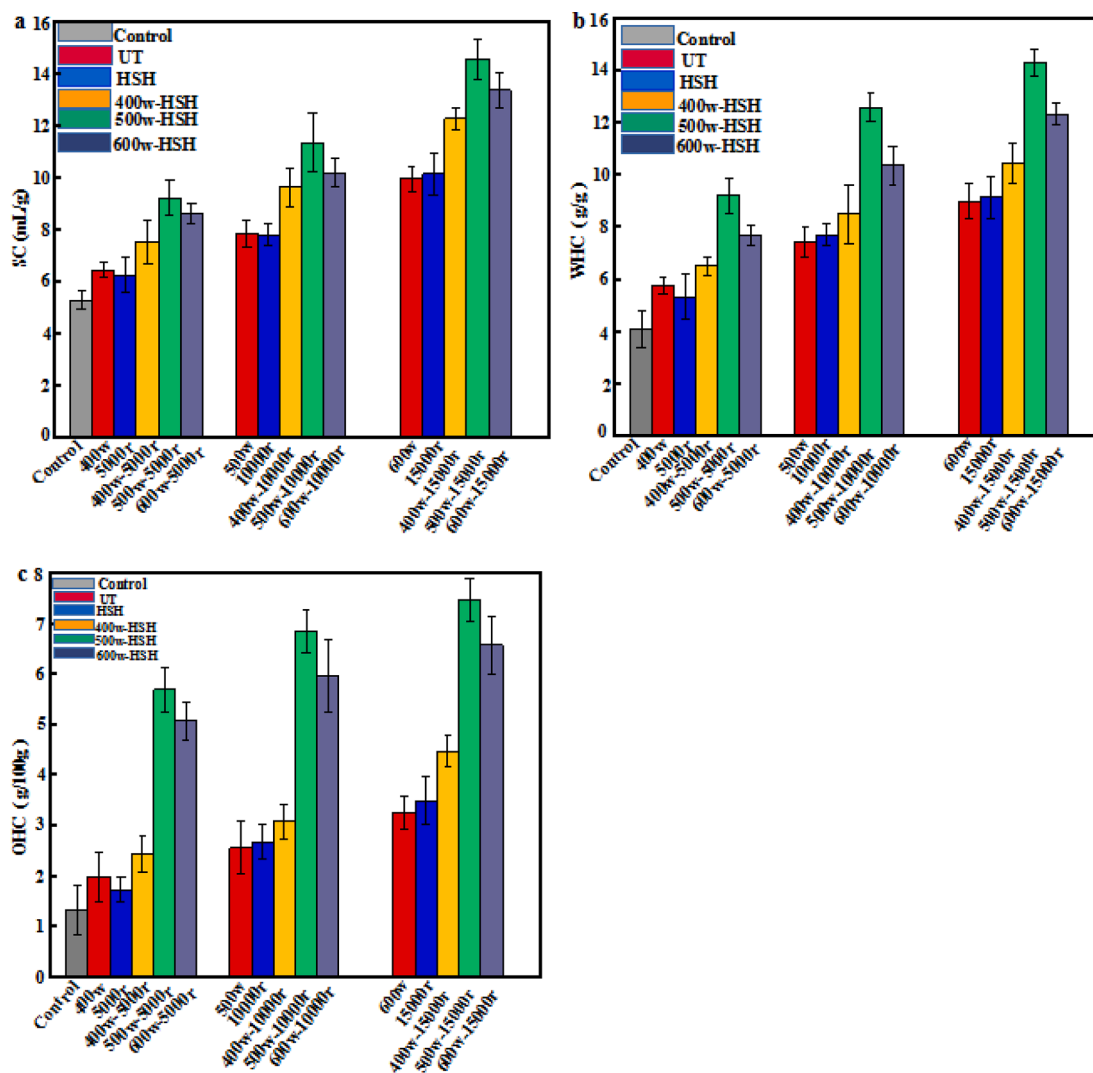 a
16
14
12
10
8
6
4
2
0
SC (mL/g)
Control
UT
HSH
400w-HSH
500w-HSH
600w-HSH
Control
400w
5000r
400w-5000r
500w-5000r
600w-5000r
500w
10000r
400w-10000r
500w-10000r
600w-10000r
600w
15000r
400w-15000r
500w-15000r
600w-15000r
b
16
14
12
10
8
6
4
2
0
WHC (g/g)
Control
UT
HSH
400w-HSH
500w-HSH
600w-HSH
Control
400w
5000r
400w-5000r
500w-5000r
600w-5000r
500w
10000r
400w-10000r
500w-10000r
600w-10000r
600w
15000r
400w-15000r
500w-15000r
600w-15000r
c
8
7
6
5
4
3
2
1
0
OHC (g/100g)
Control
UT
HSH
400w-HSH
500w-HSH
600w-HSH
Control
400w
5000r
400w-5000r
500w-5000r
600w-5000r
500w
10000r
400w-10000r
500w-10000r
600w-10000r
600w
15000r
400w-15000r
500w-15000r
600w-15000r